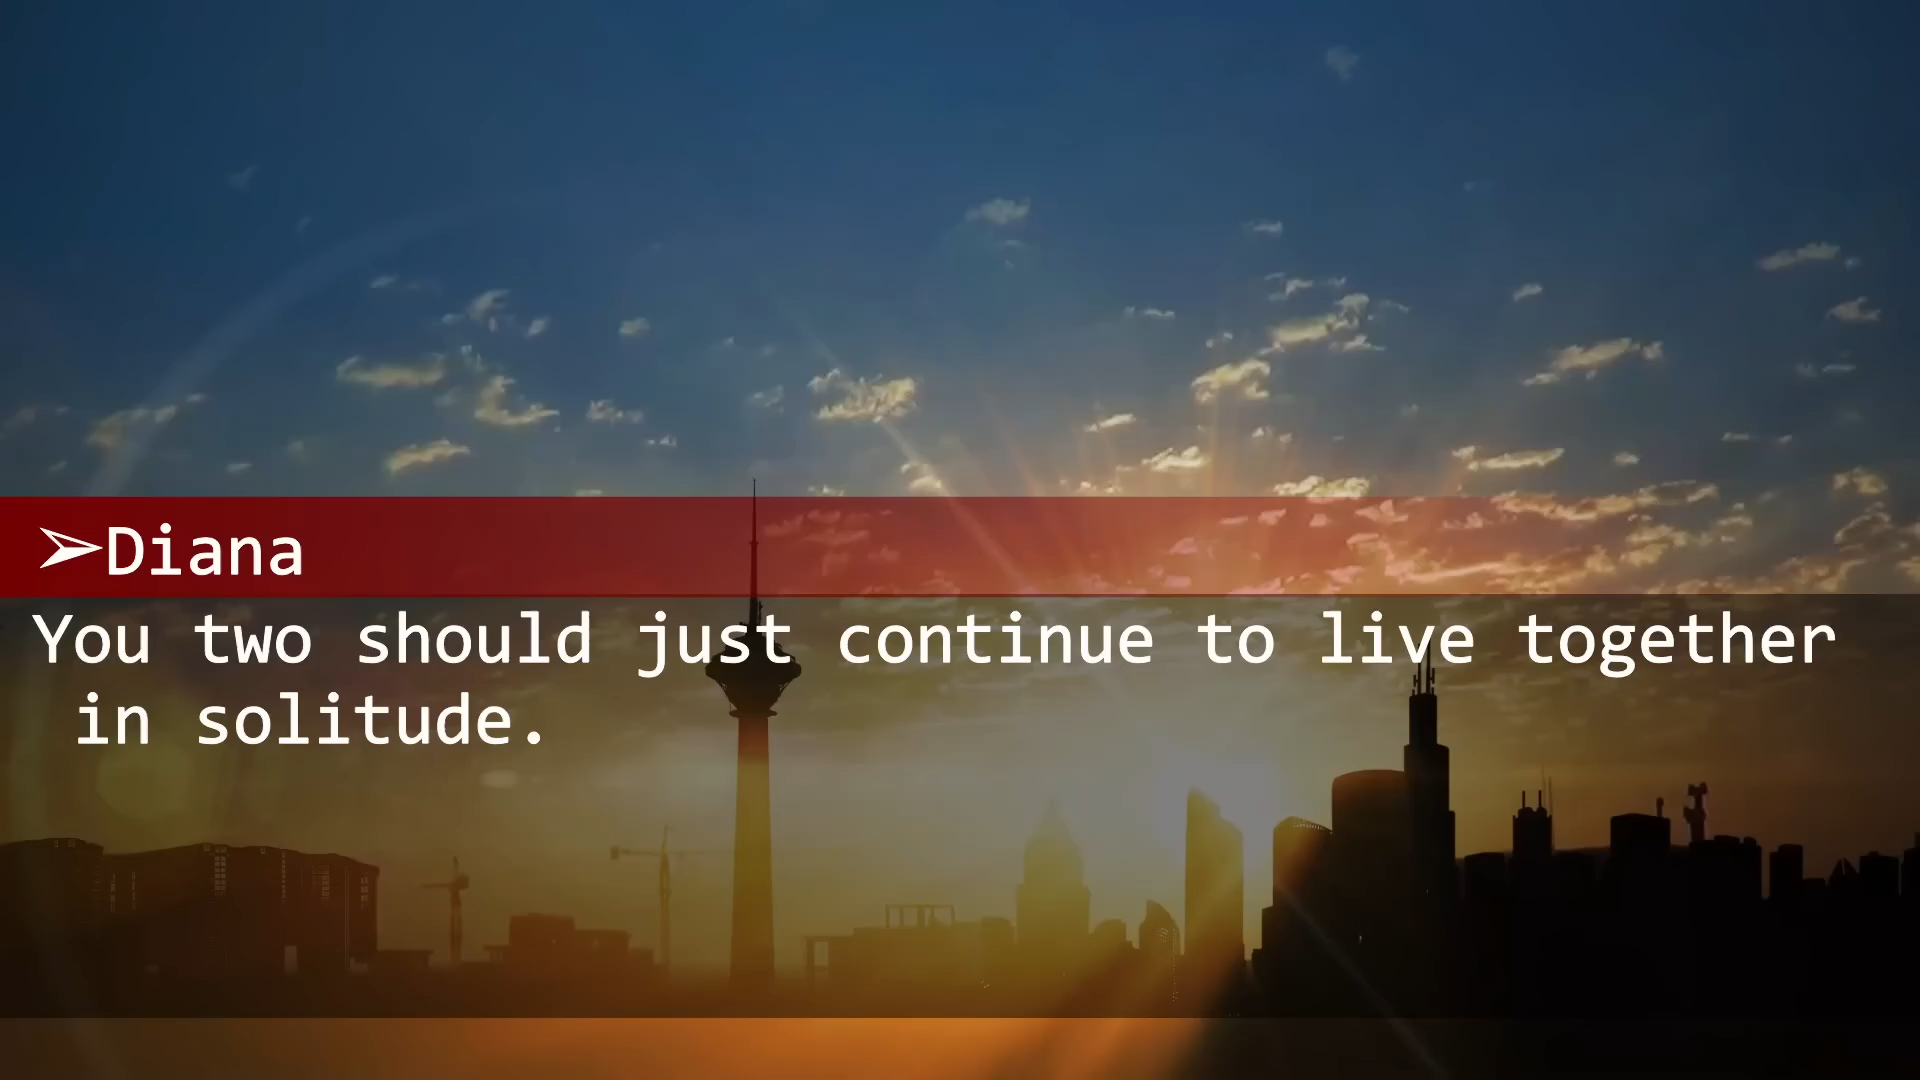 ➢Diana
You two should just continue to live together
in solitude.